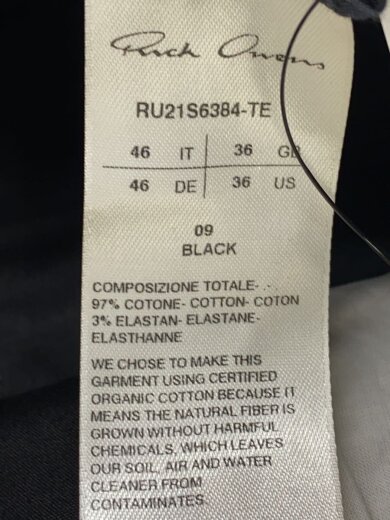 Rick Owens
RU21S6384-TE
46 IT 36 GB
46 DE 36 US
09
BLACK
COMPOSIZIONE TOTALE- . -
97% COTONE- COTTON- COTON
3% ELASTAN- ELASTANE-
ELASTHANNE
WE CHOSE TO MAKE THIS
GARMENT USING CERTIFIED
ORGANIC COTTON BECAUSE IT
MEANS THE NATURAL FIBER IS
GROWN WITHOUT HARMFUL
CHEMICALS, WHICH LEAVES
OUR SOIL, AIR AND WATER
CLEANER FROM
CONTAMINATES.